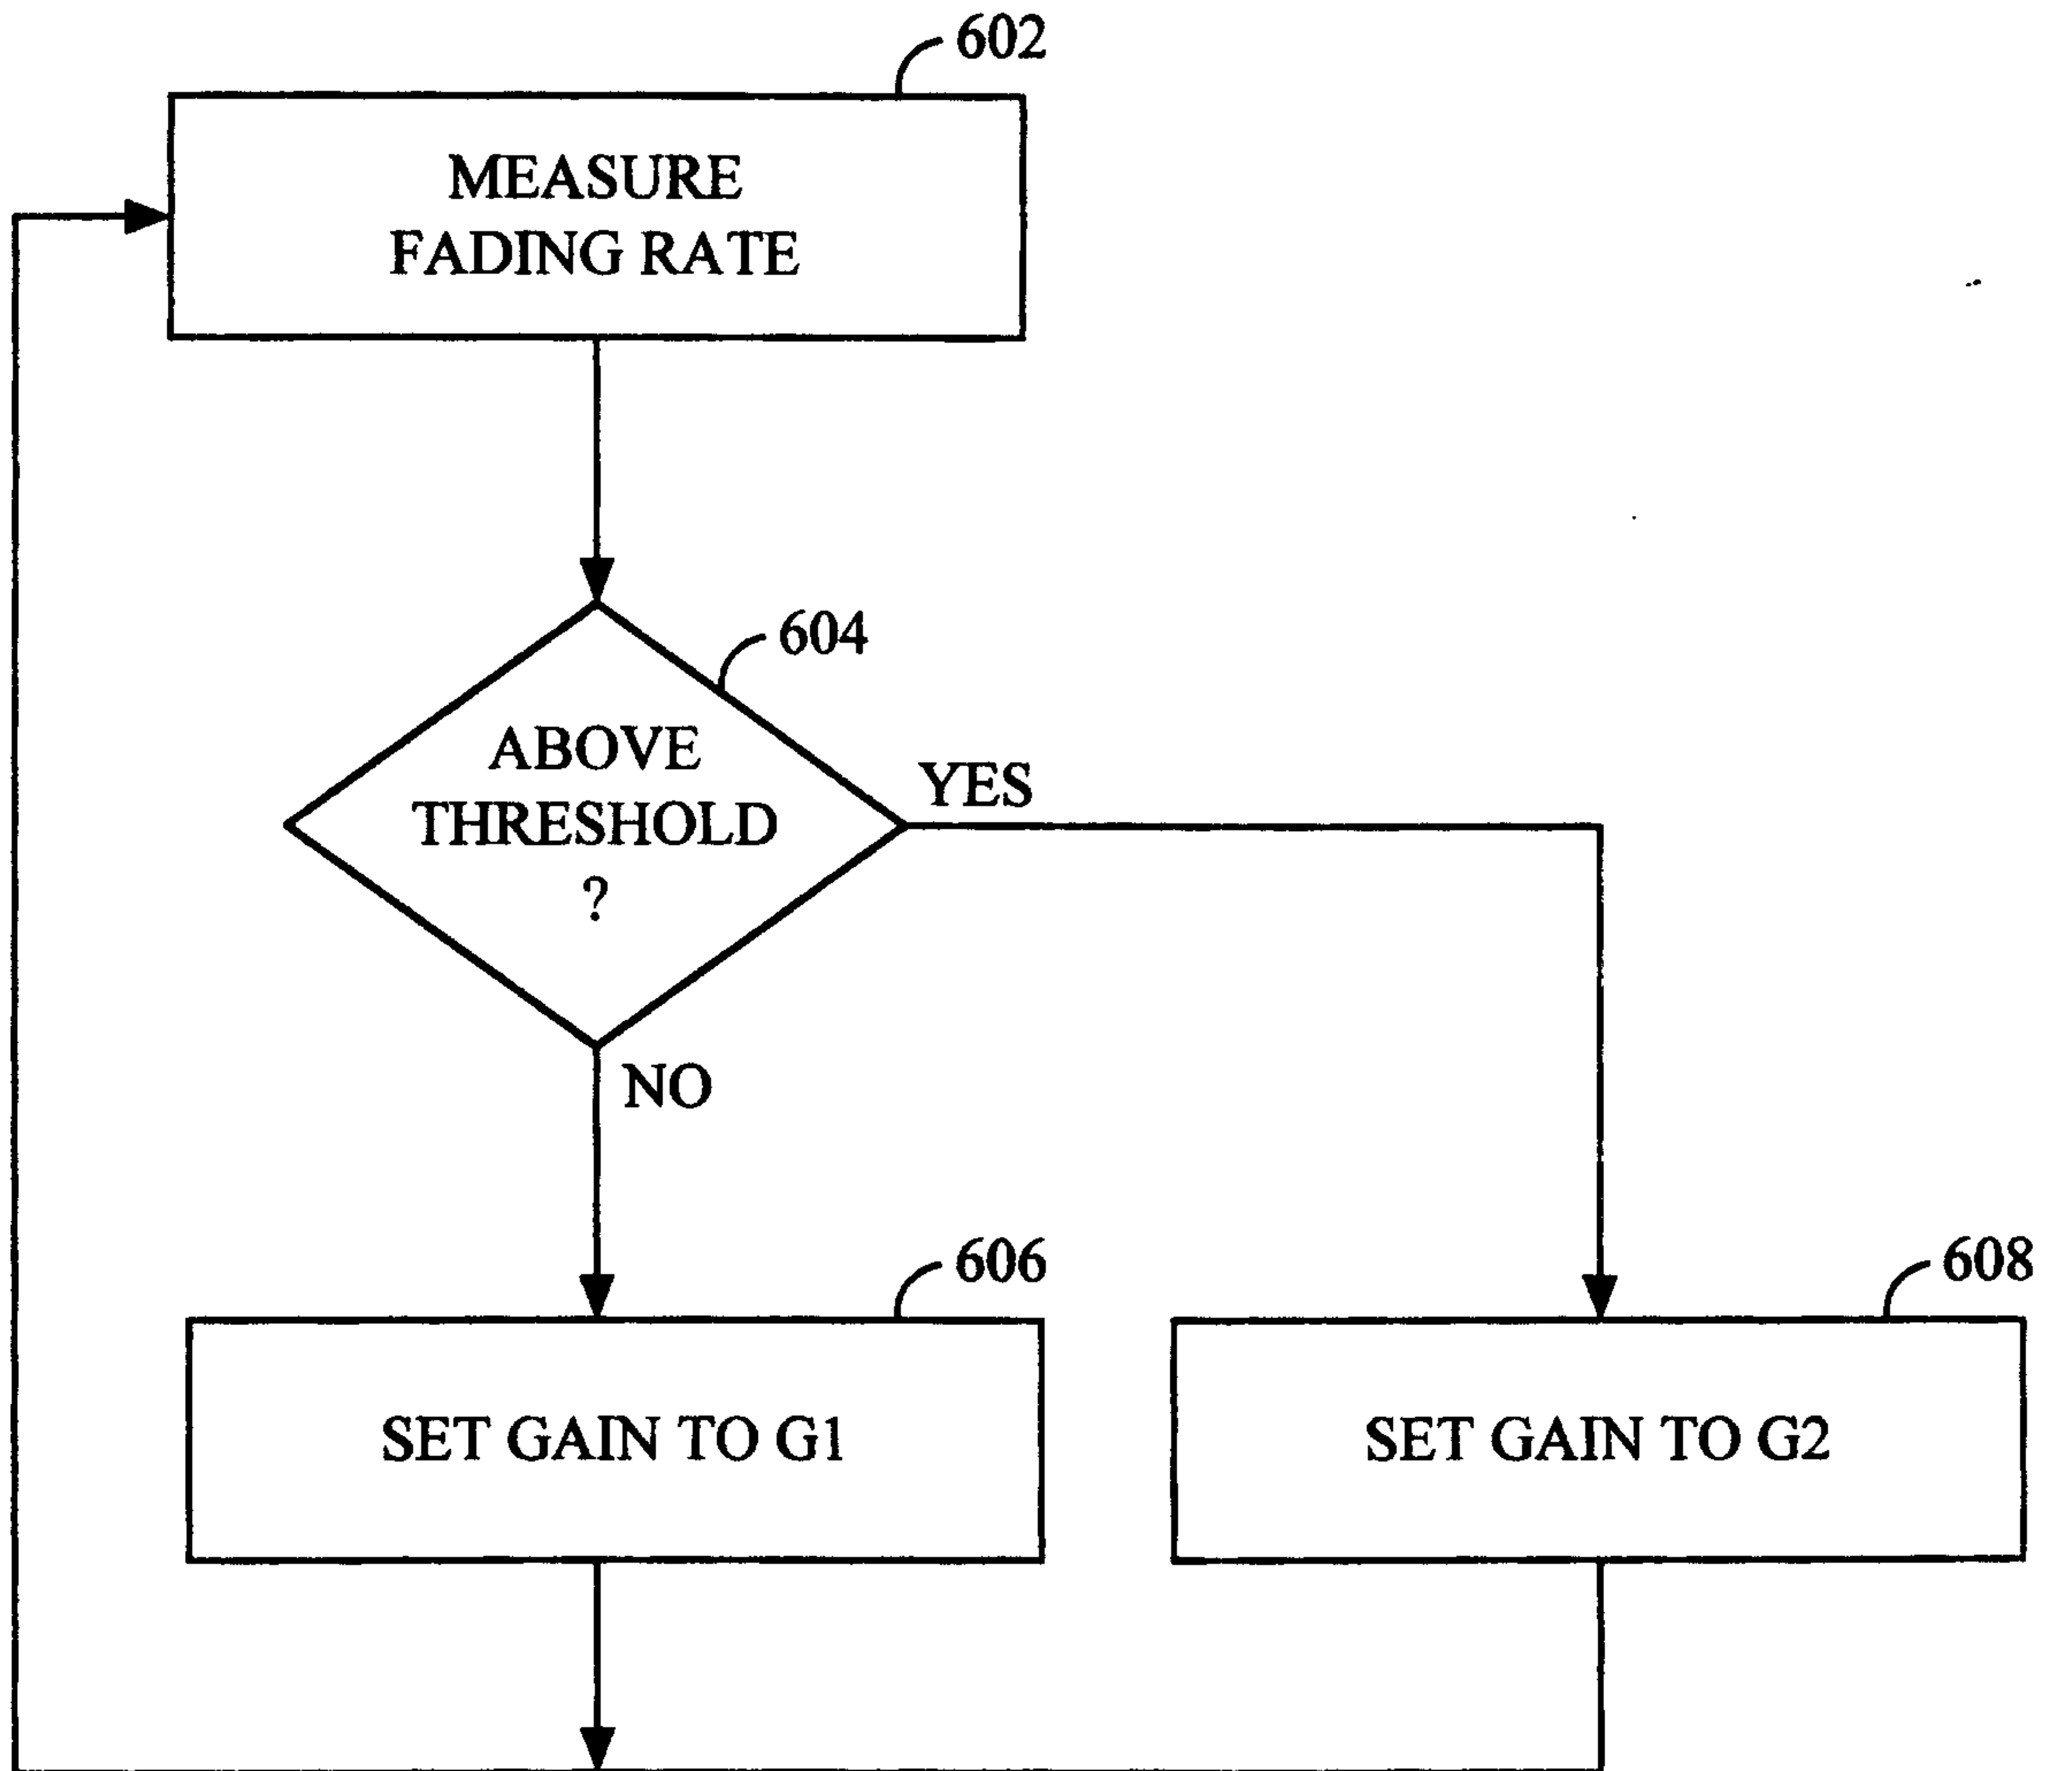 602
MEASURE
FADING RATE
604
ABOVE
THRESHOLD
?
YES
NO
606
SET GAIN TO G1
608
SET GAIN TO G2